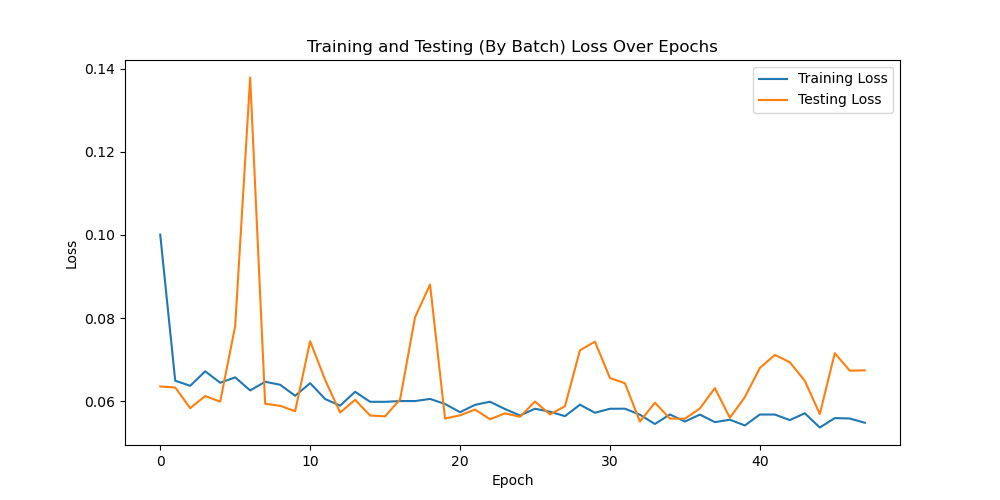 Training and Testing (By Batch) Loss Over Epochs
Training Loss
Testing Loss
Loss
0.14
0.12
0.10
0.08
0.06
0 10 20 30 40
Epoch